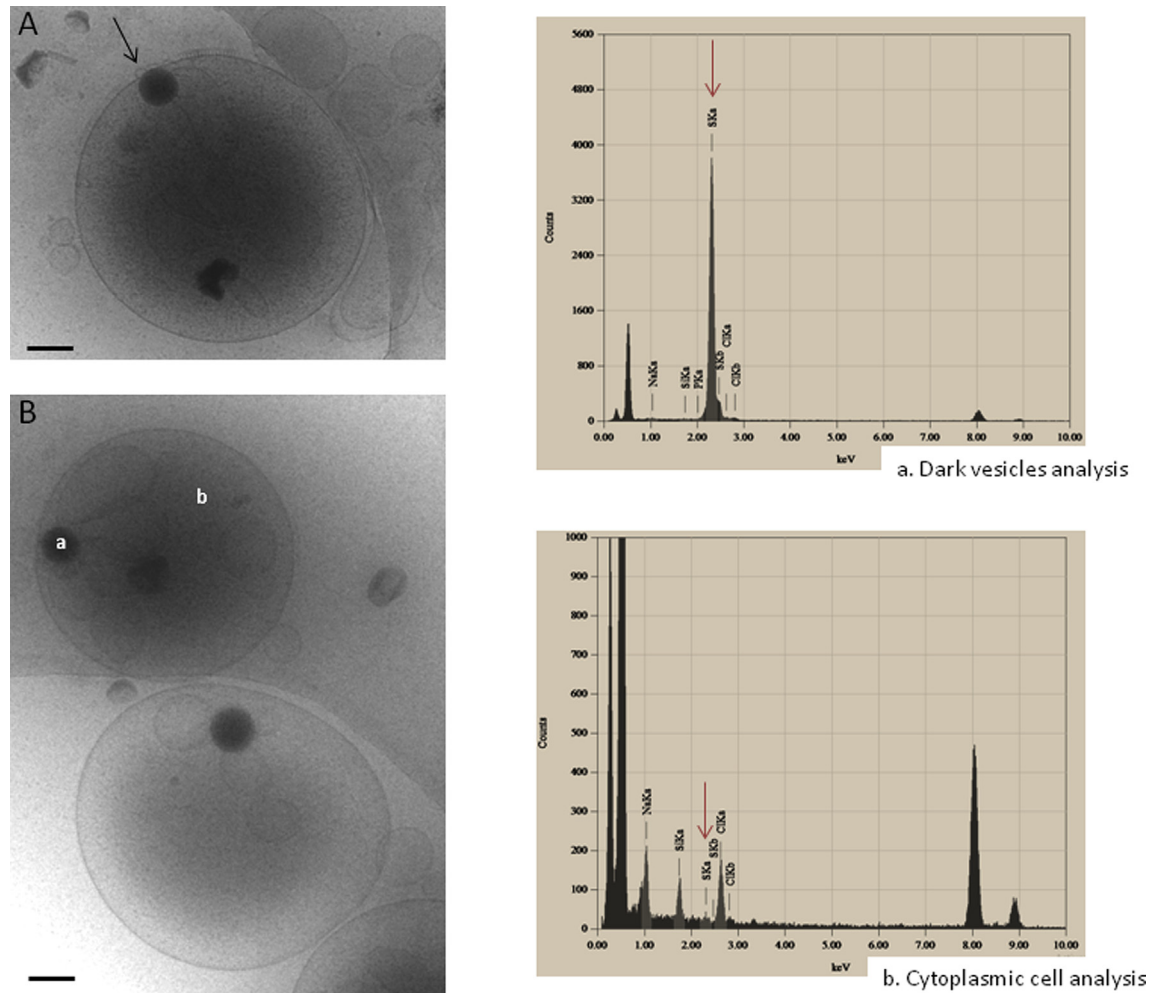 A
B
a
b
5600
4800
4000
3200
2400
1600
800
0
Counts
NaKa
SiKa
PKa
SKa
SKb
ClKa
ClKb
0.00 1.00 2.00 3.00 4.00 5.00 6.00 7.00 8.00 9.00 10.00
keV
a. Dark vesicles analysis
1000
900
800
700
600
500
400
300
200
100
0
Counts
NaKa
SiKa
SKa
SKb
ClKa
ClKb
0.00 1.00 2.00 3.00 4.00 5.00 6.00 7.00 8.00 9.00 10.00
keV
b. Cytoplasmic cell analysis